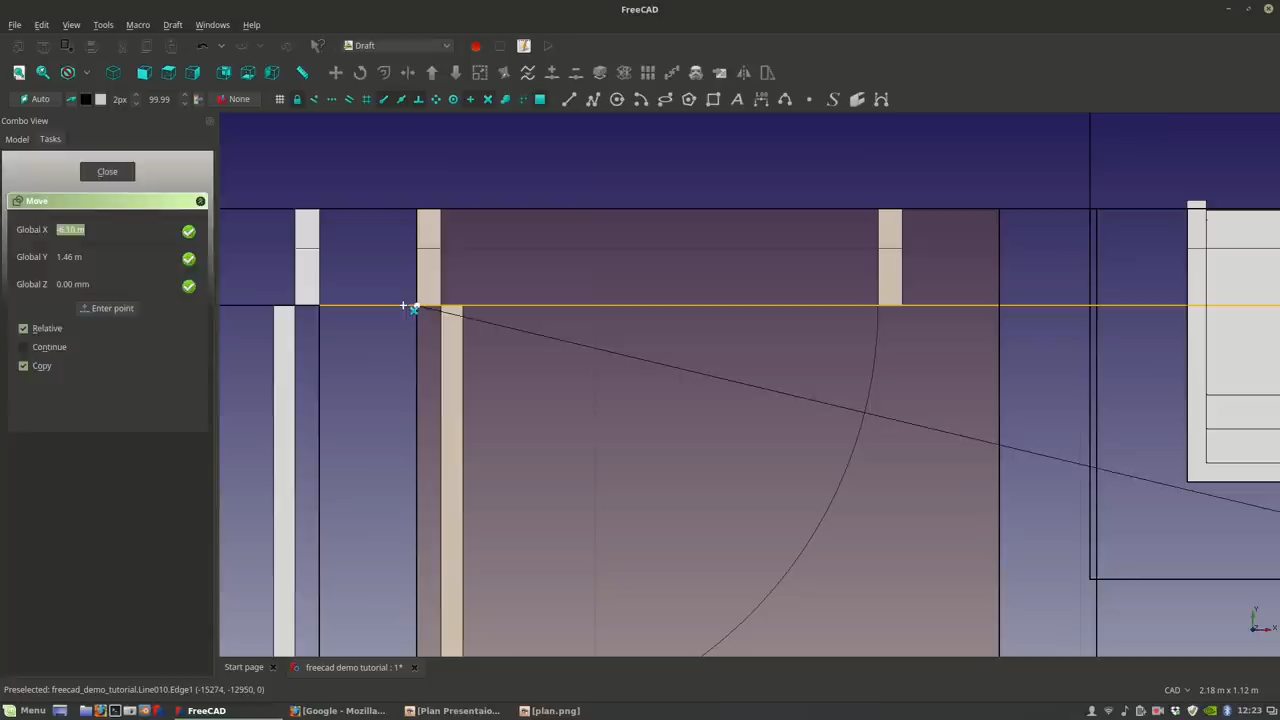 FreeCAD
File Edit View Tools Macro Draft Windows Help
Draft
Auto 2px 99.99 None
Combo View
Model Tasks
Close
Move
Global X -6.10 m
Global Y 1.46 m
Global Z 0.00 mm
Enter point
Relative
Continue
Copy
Y
X
Start page freecad demo tutorial : 1*
Preselected: freecad_demo_tutorial.Line010.Edge1 (-15274, -12950, 0) CAD 2.18 m x 1.12 m
Menu FreeCAD [Google - Mozilla... [Plan Presentaio... [plan.png] 12:23